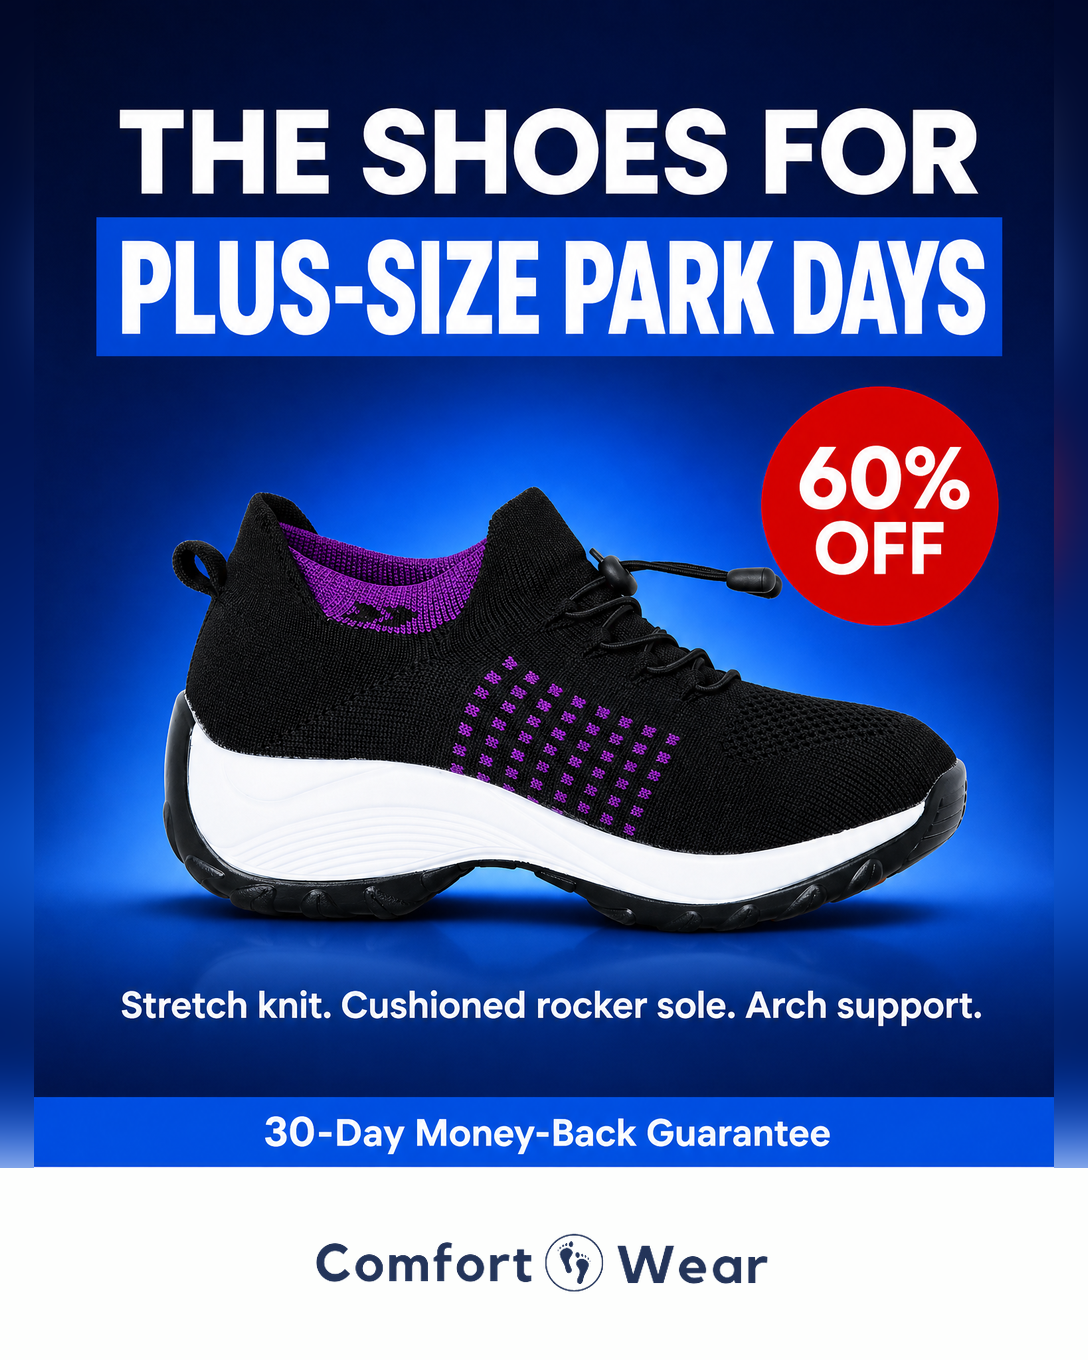 THE SHOES FOR
PLUS-SIZE PARK DAYS
60%
OFF
Stretch knit. Cushioned rocker sole. Arch support.
30-Day Money-Back Guarantee
Comfort Wear